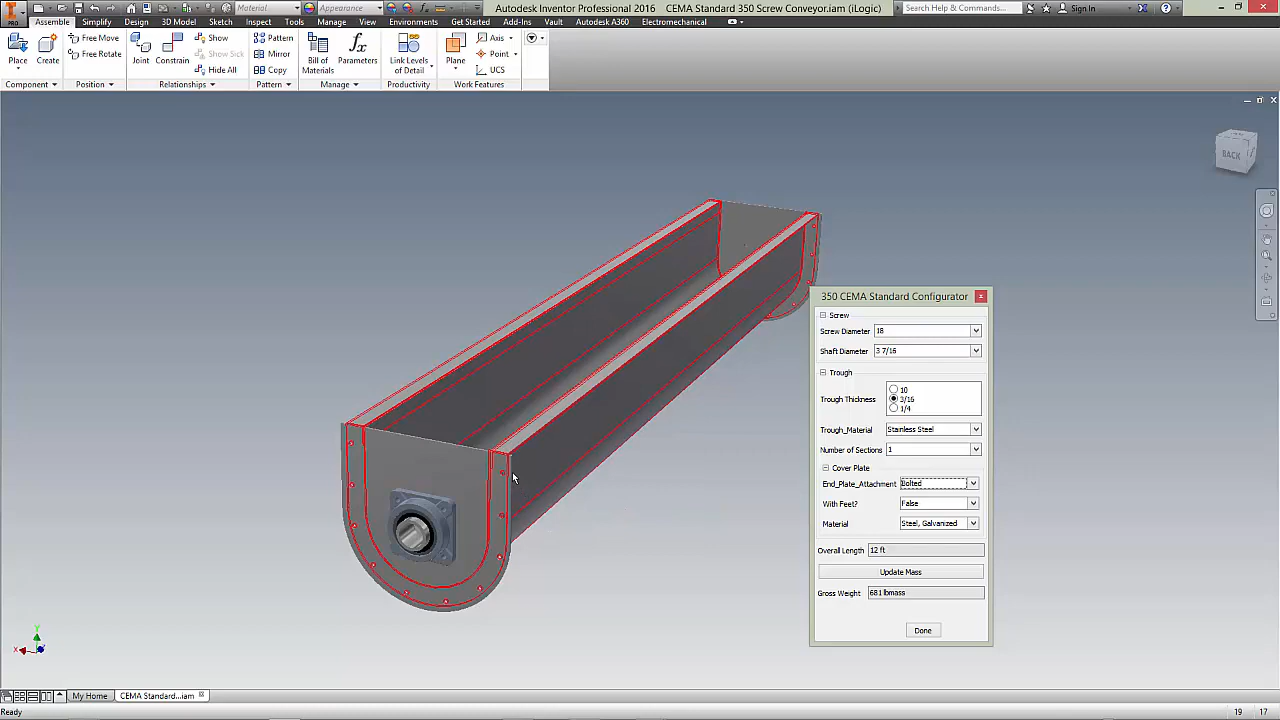 Autodesk Inventor Professional 2016 CEMA Standard 350 Screw Conveyor.iam (iLogic)
Material
Appearance
Search Help & Commands...
Sign In
PRO
Assemble Simplify Design 3D Model Sketch Inspect Tools Manage View Environments Get Started Add-Ins Vault Autodesk A360 Electromechanical
Place
Create
Free Move
Free Rotate
Joint
Constrain
Show
Show Sick
Hide All
Pattern
Mirror
Copy
Bill of
Materials
Parameters
Link Levels
of Detail
Plane
Axis
Point
UCS
Component Position Relationships Pattern Manage Productivity Work Features
BACK
350 CEMA Standard Configurator
Screw
Screw Diameter 18
Shaft Diameter 3 7/16
Trough
Trough Thickness
10
3/16
1/4
Trough_Material Stainless Steel
Number of Sections 1
Cover Plate
End_Plate_Attachment Bolted
With Feet? False
Material Steel, Galvanized
Overall Length 12 ft
Update Mass
Gross Weight 681 lbmass
Done
Y
X
My Home
CEMA Standard...iam
Ready
19 17